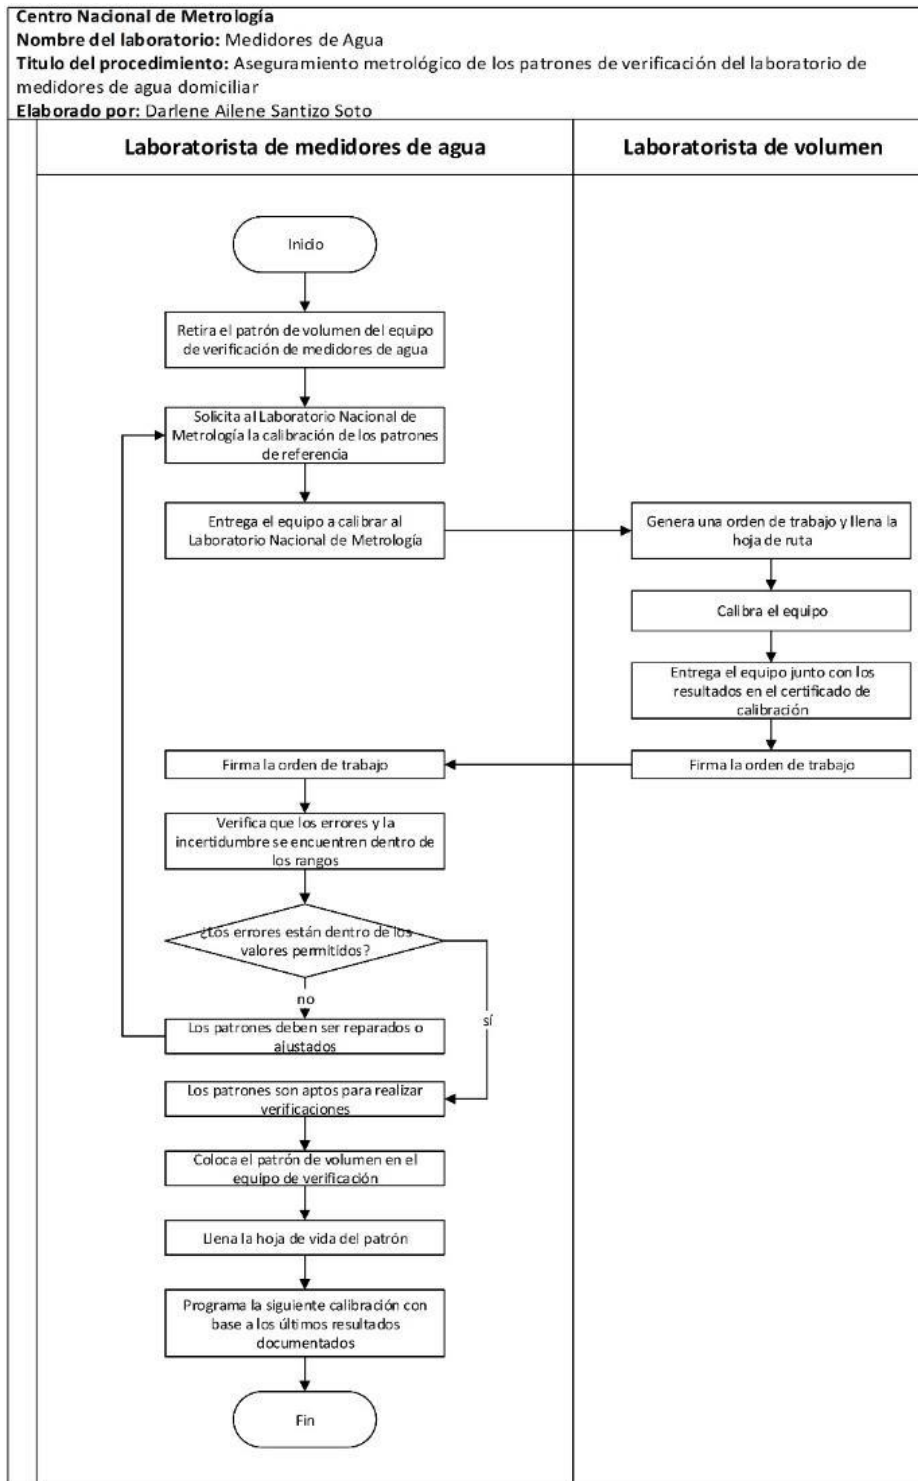 Centro Nacional de Metrología
Nombre del laboratorio: Medidores de Agua
Titulo del procedimiento: Aseguramiento metrológico de los patrones de verificación del laboratorio de
medidores de agua domiciliar
Elaborado por: Darlene Ailene Santizo Soto
Laboratorista de medidores de agua
Laboratorista de volumen
Inicio
Retira el patrón de volumen del equipo
de verificación de medidores de agua
Solicita al Laboratorio Nacional de
Metrología la calibración de los patrones
de referencia
Entrega el equipo a calibrar al
Laboratorio Nacional de Metrología
Genera una orden de trabajo y llena la
hoja de ruta
Calibra el equipo
Entrega el equipo junto con los
resultados en el certificado de
calibración
Firma la orden de trabajo
Firma la orden de trabajo
Verifica que los errores y la
incertidumbre se encuentren dentro de
los rangos
¿Los errores están dentro de los
valores permitidos?
no
sí
Los patrones deben ser reparados o
ajustados
Los patrones son aptos para realizar
verificaciones
Coloca el patrón de volumen en el
equipo de verificación
Llena la hoja de vida del patrón
Programa la siguiente calibración con
base a los últimos resultados
documentados
Fin